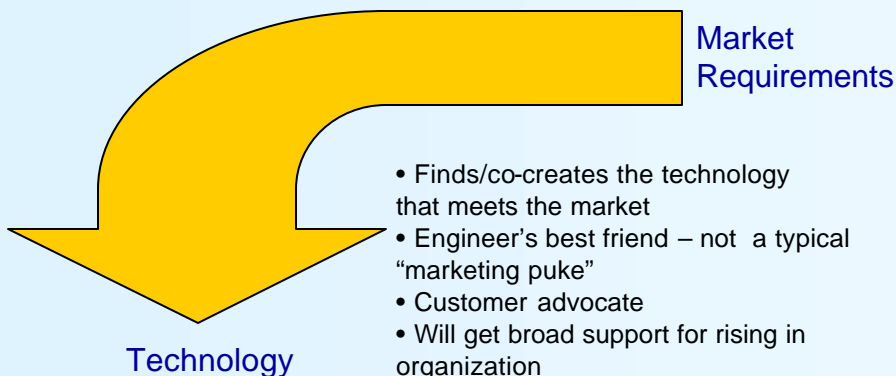 Market
Requirements
• Finds/co-creates the technology
that meets the market
• Engineer's best friend – not a typical
“marketing puke”
• Customer advocate
• Will get broad support for rising in
organization
Technology